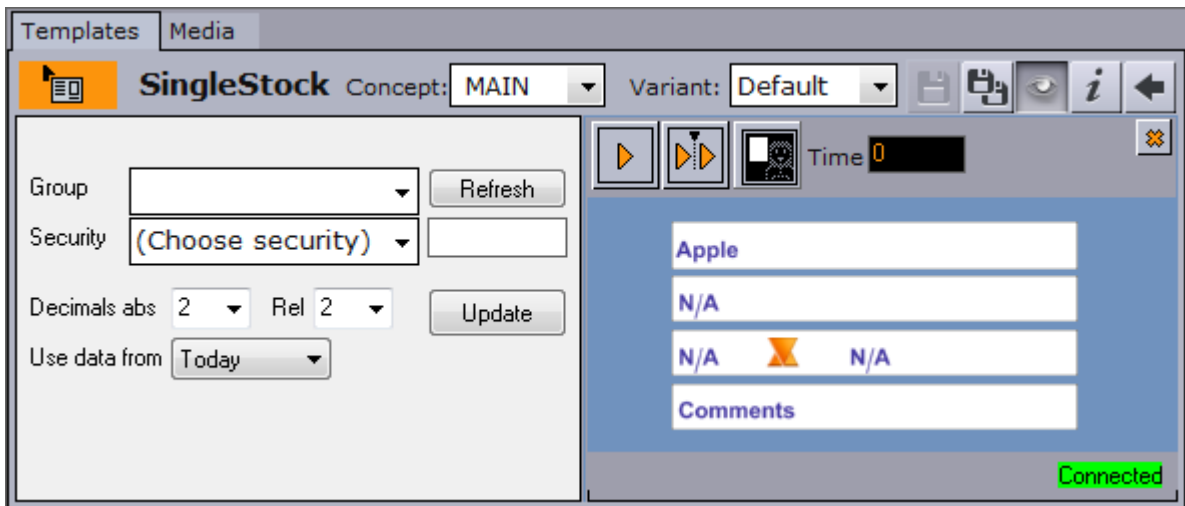 Templates Media
SingleStock Concept: MAIN Variant: Default i
Group Refresh
Security (Choose security)
Decimals abs 2 Rel 2 Update
Use data from Today
Time 0
Apple
N/A
N/A N/A
Comments
Connected